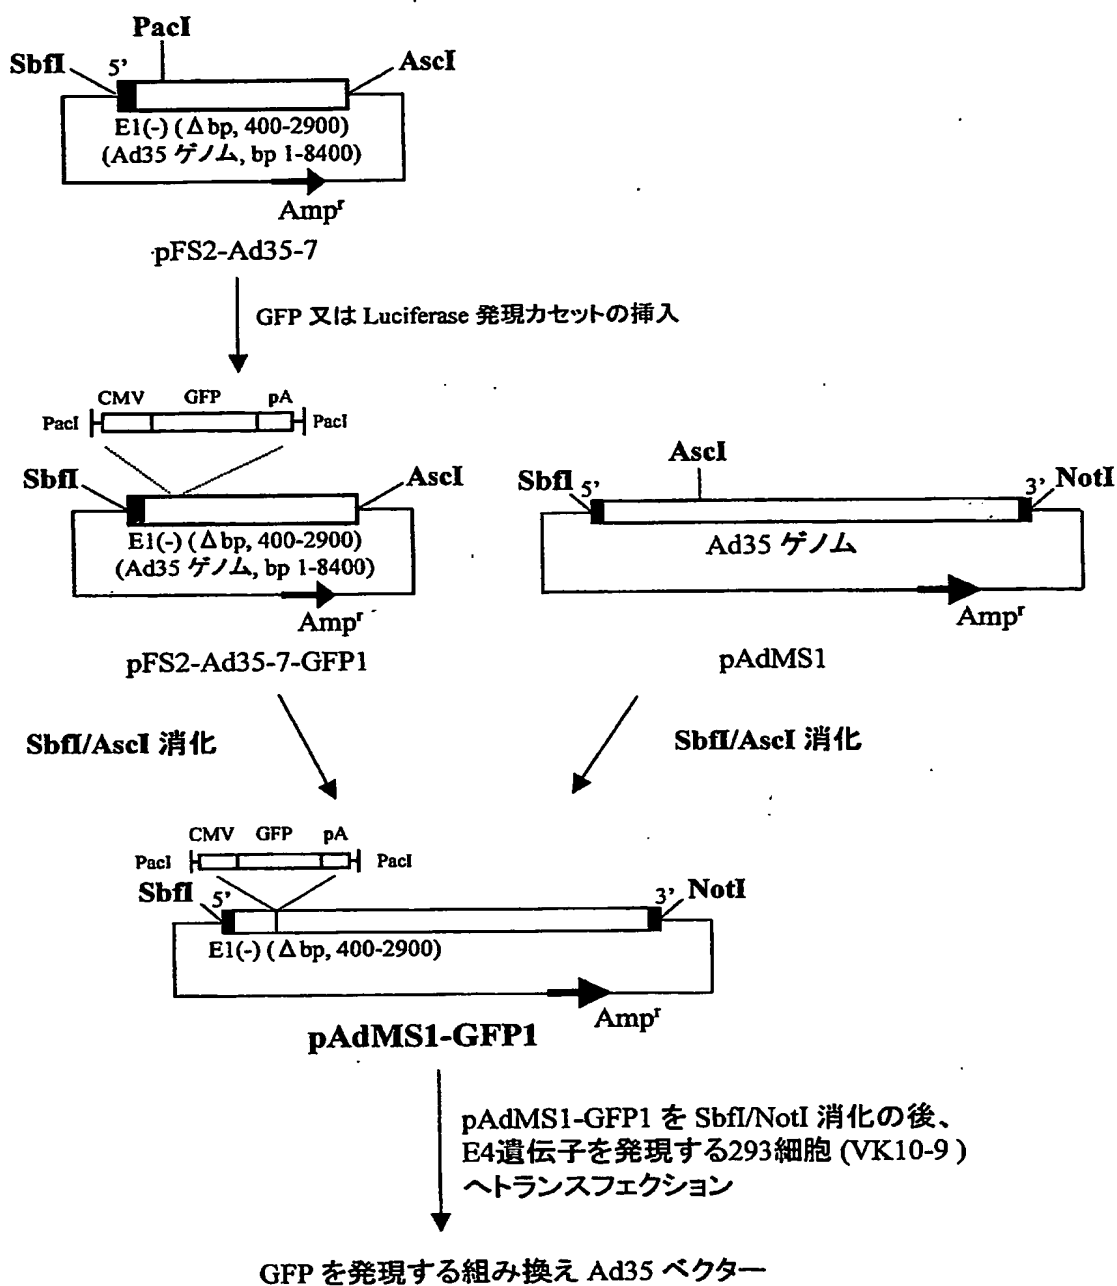 PacI
SbfI
5’
AscI
E1(-) (Δbp, 400-2900)
(Ad35 ゲノム, bp 1-8400)
Ampr
pFS2-Ad35-7
GFP 又は Luciferase 発現カセットの挿入
CMV GFP pA
PacI PacI
SbfI
AscI
E1(-) (Δbp, 400-2900)
(Ad35 ゲノム, bp 1-8400)
Ampr
pFS2-Ad35-7-GFP1
AscI
SbfI 5’
3’ NotI
Ad35 ゲノム
Ampr
pAdMS1
SbfI/AscI 消化
SbfI/AscI 消化
CMV GFP pA
PacI PacI
SbfI 5’
3’ NotI
E1(-) (Δbp, 400-2900)
Ampr
pAdMS1-GFP1
pAdMS1-GFP1 を SbfI/NotI 消化の後、
E4遺伝子を発現する293細胞 (VK10-9 )
へトランスフェクション
GFP を発現する組み換え Ad35 ベクター